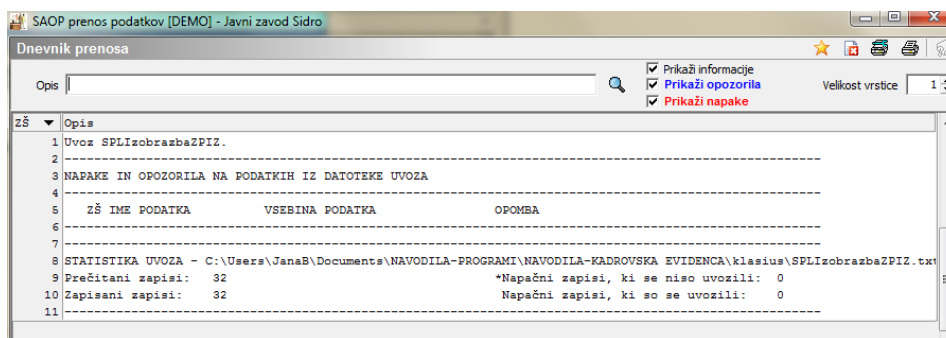 SAOP prenos podatkov [DEMO] - Javni zavod Sidro
Dnevnik prenosa
Opis
Prikaži informacije
Prikaži opozorila
Prikaži napake
Velikost vrstice 1
ZŠ Opis
1 Uvoz SPLIzobrazbaZPIZ.
2 ----------------------------------------------------------------
3 NAPAKE IN OPOZORILA NA PODATKIH IZ DATOTEKE UVOZA
4 ----------------------------------------------------------------
5 ZŠ IME PODATKA VSEBINA PODATKA OPOMBA
6 ----------------------------------------------------------------
7 ----------------------------------------------------------------
8 STATISTIKA UVOZA - C:\Users\JanaB\Documents\NAVODILA-PROGRAMI\NAVODILA-KADROVSKA EVIDENCA\klasius\SPLIzobrazbaZPIZ.txt
9 Prečitani zapisi: 32 *Napačni zapisi, ki se niso uvozili: 0
10 Zapisani zapisi: 32 Napačni zapisi, ki so se uvozili: 0
11 ----------------------------------------------------------------